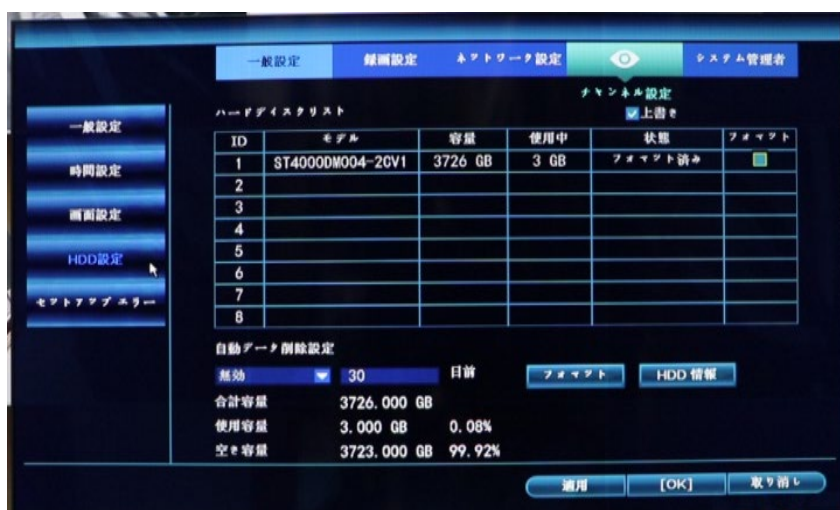 一般設定 録画設定 ネットワーク設定 システム管理者
チャンネル設定
ハードディスクリスト 上書き
一般設定
時間設定
画面設定
HDD設定
セットアップ エラー
ID モデル 容量 使用中 状態 フォマット
1 ST4000DM004-2CV1 3726 GB 3 GB フォマット済み
2
3
4
5
6
7
8
自動データ削除設定
無効 30 日前 フォマット HDD 情報
合計容量 3726.000 GB
使用容量 3.000 GB 0.08%
空き容量 3723.000 GB 99.92%
適用 [OK] 取り消し